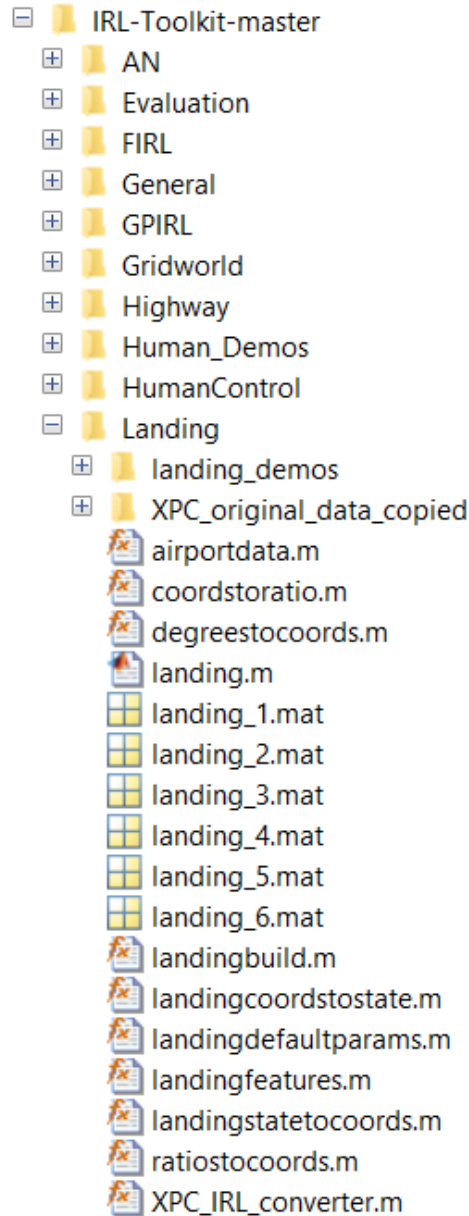 IRL-Toolkit-master
AN
Evaluation
FIRL
General
GPIRL
Gridworld
Highway
Human_Demos
HumanControl
Landing
landing_demos
XPC_original_data_copied
airportdata.m
coordstoratio.m
degreestocoords.m
landing.m
landing_1.mat
landing_2.mat
landing_3.mat
landing_4.mat
landing_5.mat
landing_6.mat
landingbuild.m
landingcoordstostate.m
landingdefaultparams.m
landingfeatures.m
landingstatetocoords.m
ratiostocoords.m
XPC_IRL_converter.m